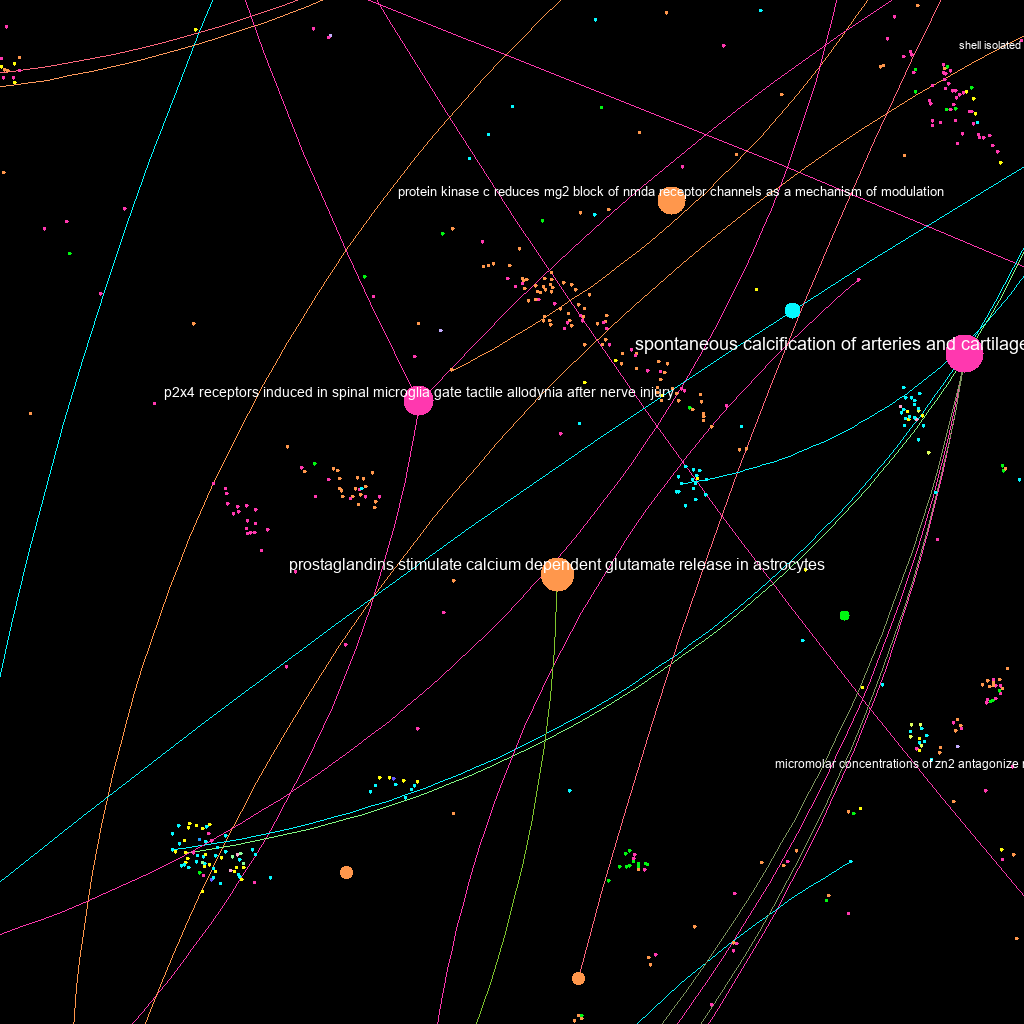 shell isolated
protein kinase c reduces mg2 block of nmda receptor channels as a mechanism of modulation
spontaneous calcification of arteries and cartilage
p2x4 receptors induced in spinal microglia gate tactile allodynia after nerve injury
prostaglandins stimulate calcium dependent glutamate release in astrocytes
micromolar concentrations of zn2 antagonize